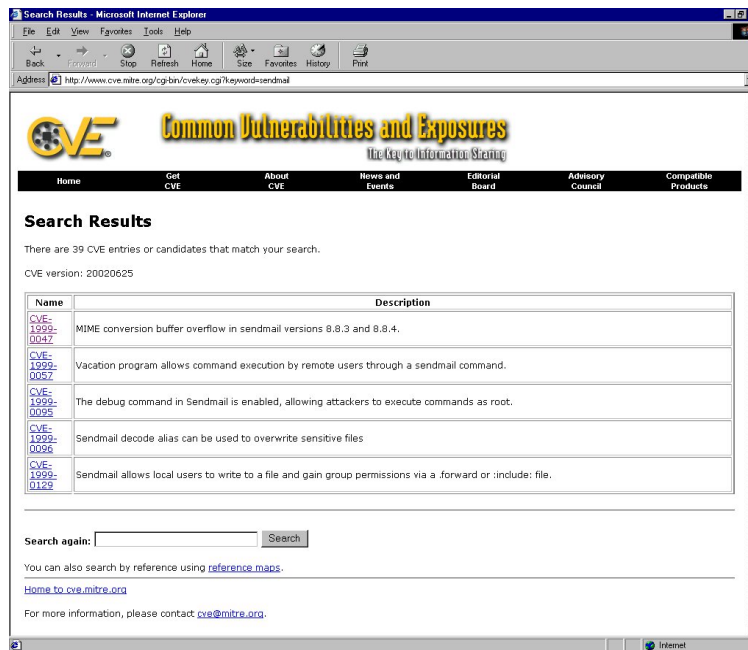 Search Results - Microsoft Internet Explorer
File Edit View Favorites Tools Help
Back Forward Stop Refresh Home Size Favorites History Print
Address http://www.cve.mitre.org/cgi-bin/cvekey.cgi?keyword=sendmail
CVE
Common Vulnerabilities and Exposures
The Key to Information Sharing
Home Get CVE About CVE News and Events Editorial Board Advisory Council Compatible Products
Search Results
There are 39 CVE entries or candidates that match your search.
CVE version: 20020625
Name Description
CVE-1999-0047 MIME conversion buffer overflow in sendmail versions 8.8.3 and 8.8.4.
CVE-1999-0057 Vacation program allows command execution by remote users through a sendmail command.
CVE-1999-0095 The debug command in Sendmail is enabled, allowing attackers to execute commands as root.
CVE-1999-0096 Sendmail decode alias can be used to overwrite sensitive files
CVE-1999-0129 Sendmail allows local users to write to a file and gain group permissions via a .forward or :include: file.
Search again: Search
You can also search by reference using reference maps.
Home to cve.mitre.org
For more information, please contact cve@mitre.org.
Internet